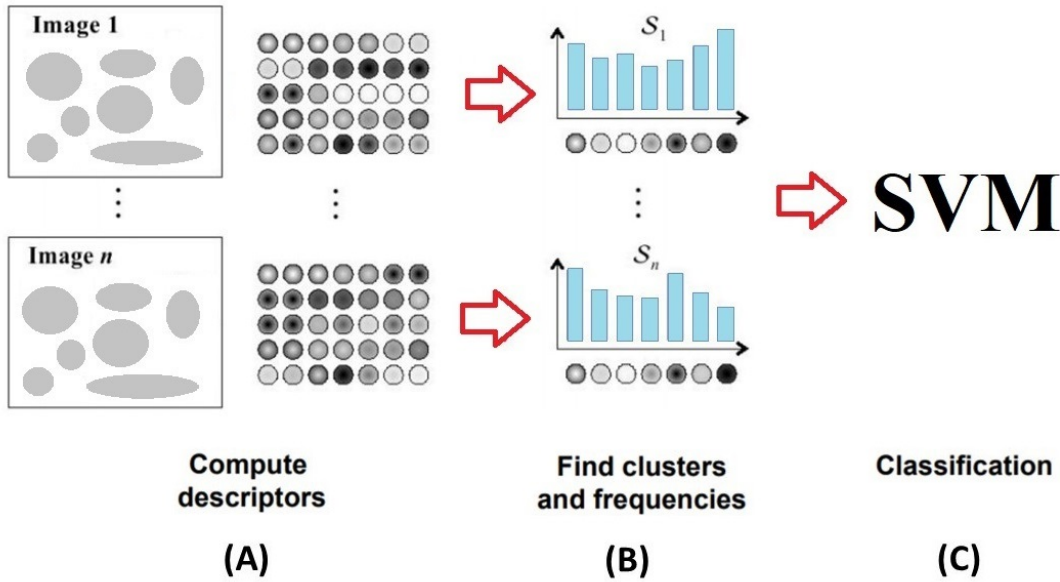 Image 1
S1
⋮ ⋮ ⋮
SVM
Image n
Sn
Compute
descriptors
Find clusters
and frequencies
Classification
(A)
(B)
(C)